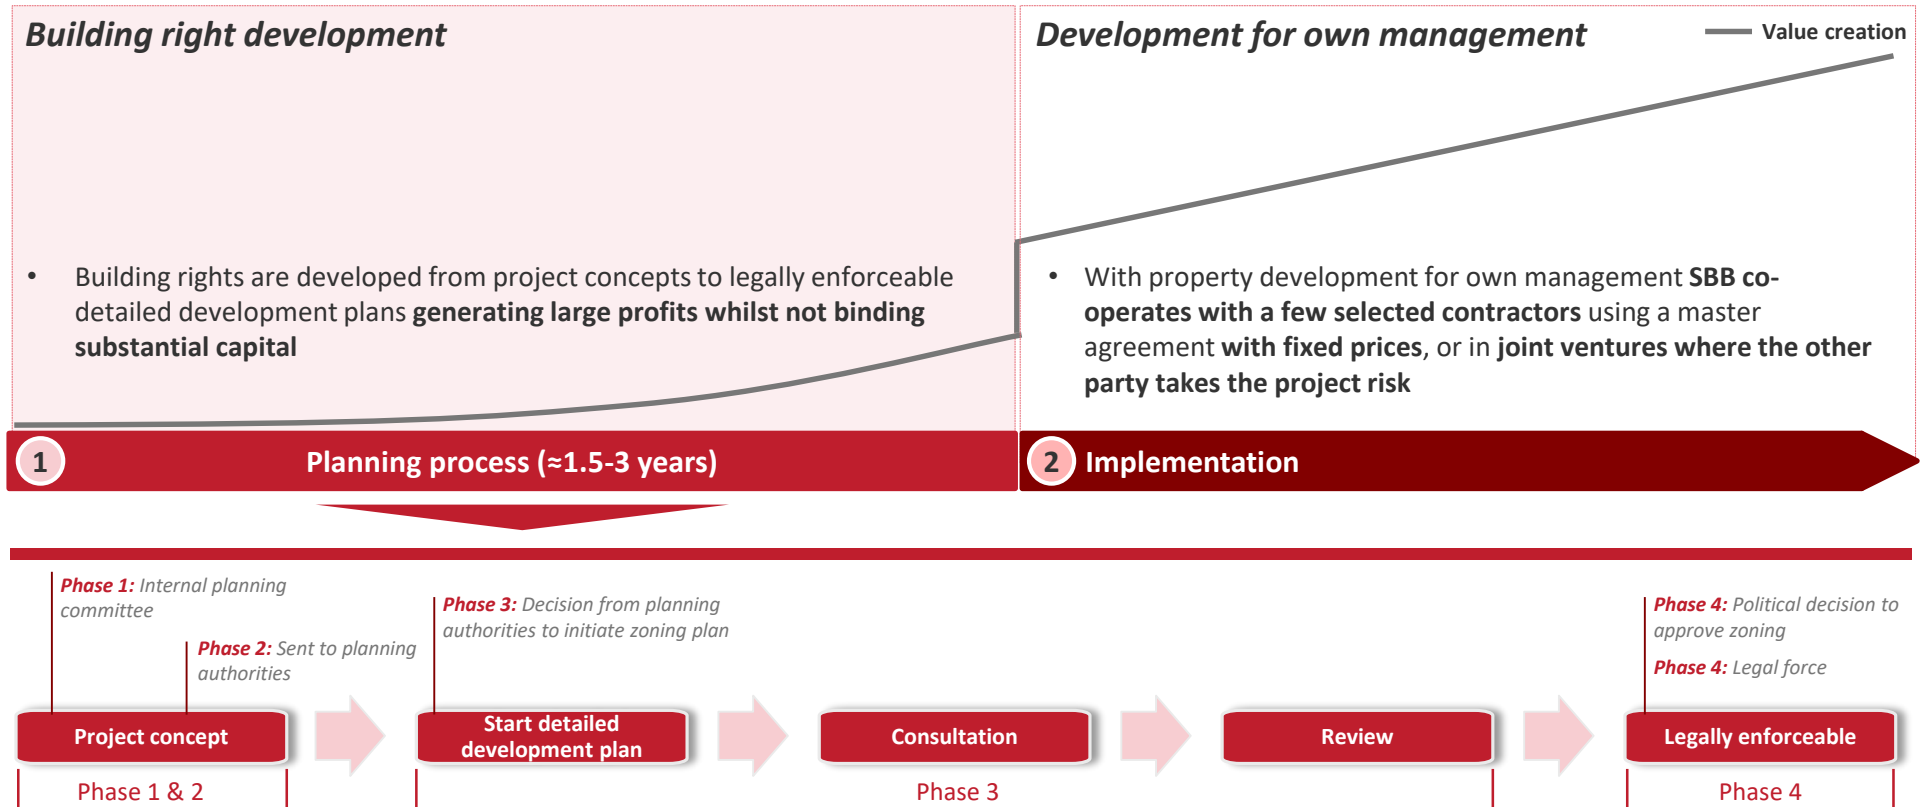 Building right development
Development for own management
Value creation
• Building rights are developed from project concepts to legally enforceable
detailed development plans generating large profits whilst not binding
substantial capital
• With property development for own management SBB co-
operates with a few selected contractors using a master
agreement with fixed prices, or in joint ventures where the other
party takes the project risk
1
Planning process (≈1.5-3 years)
2
Implementation
Phase 1: Internal planning
committee
Phase 2: Sent to planning
authorities
Phase 3: Decision from planning
authorities to initiate zoning plan
Phase 4: Political decision to
approve zoning
Phase 4: Legal force
Project concept
Start detailed
development plan
Consultation
Review
Legally enforceable
Phase 1 & 2
Phase 3
Phase 4